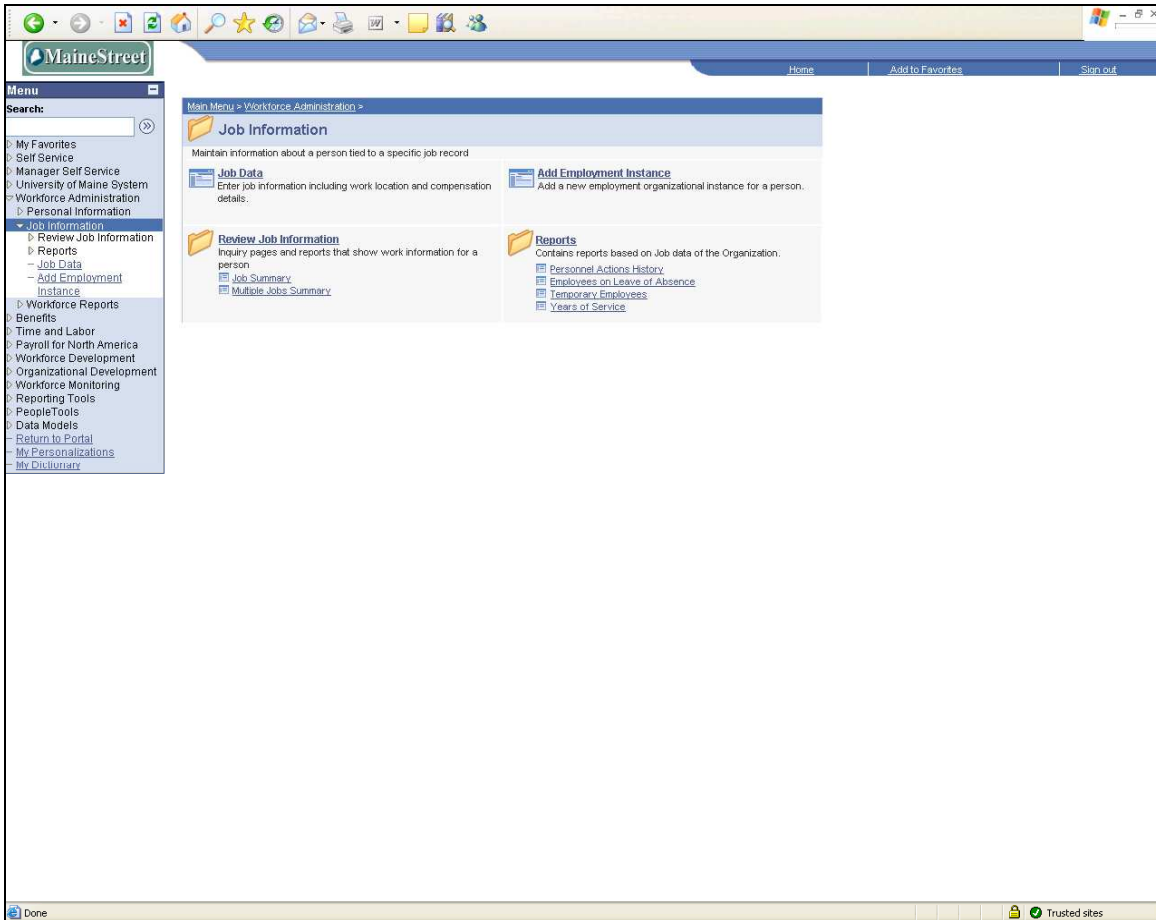 MaineStreet
Home
Add to Favorites
Sign out
Menu
Search:
My Favorites
Self Service
Manager Self Service
University of Maine System
Workforce Administration
Personal Information
Job Information
Review Job Information
Reports
Job Data
Add Employment
Instance
Workforce Reports
Benefits
Time and Labor
Payroll for North America
Workforce Development
Organizational Development
Workforce Monitoring
Reporting Tools
PeopleTools
Data Models
Return to Portal
My Personalizations
My Dictionary
Main Menu > Workforce Administration >
Job Information
Maintain information about a person tied to a specific job record
Job Data
Enter job information including work location and compensation
details.
Add Employment Instance
Add a new employment organizational instance for a person.
Review Job Information
Inquiry pages and reports that show work information for a
person
Job Summary
Multiple Jobs Summary
Reports
Contains reports based on Job data of the Organization.
Personnel Actions History
Employees on Leave of Absence
Temporary Employees
Years of Service
Done
Trusted sites